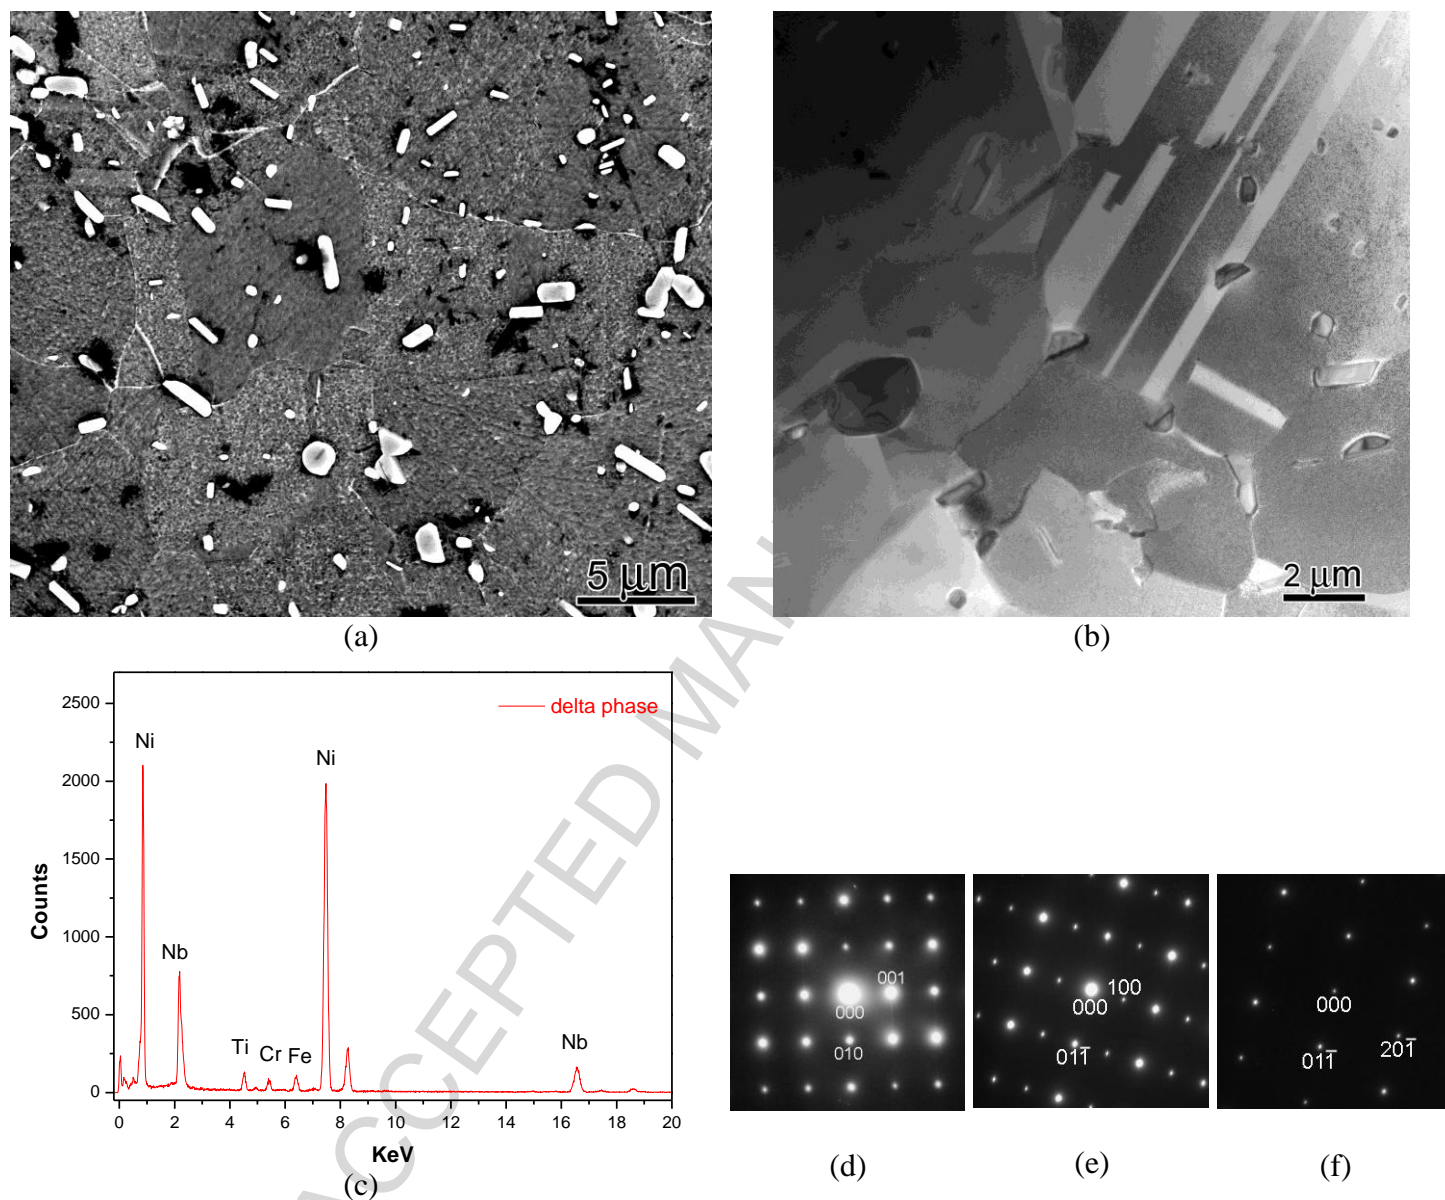 5 μm
2 μm
(a)
(b)
2500
2000
1500
1000
500
0
Counts
delta phase
Ni
Ni
Nb
Ti
Cr
Fe
Nb
0 2 4 6 8 10 12 14 16 18 20
KeV
(c)
001
000
010
(d)
100
000
011̅
(e)
000
011̅
201̅
(f)
ACCEPTED MAN